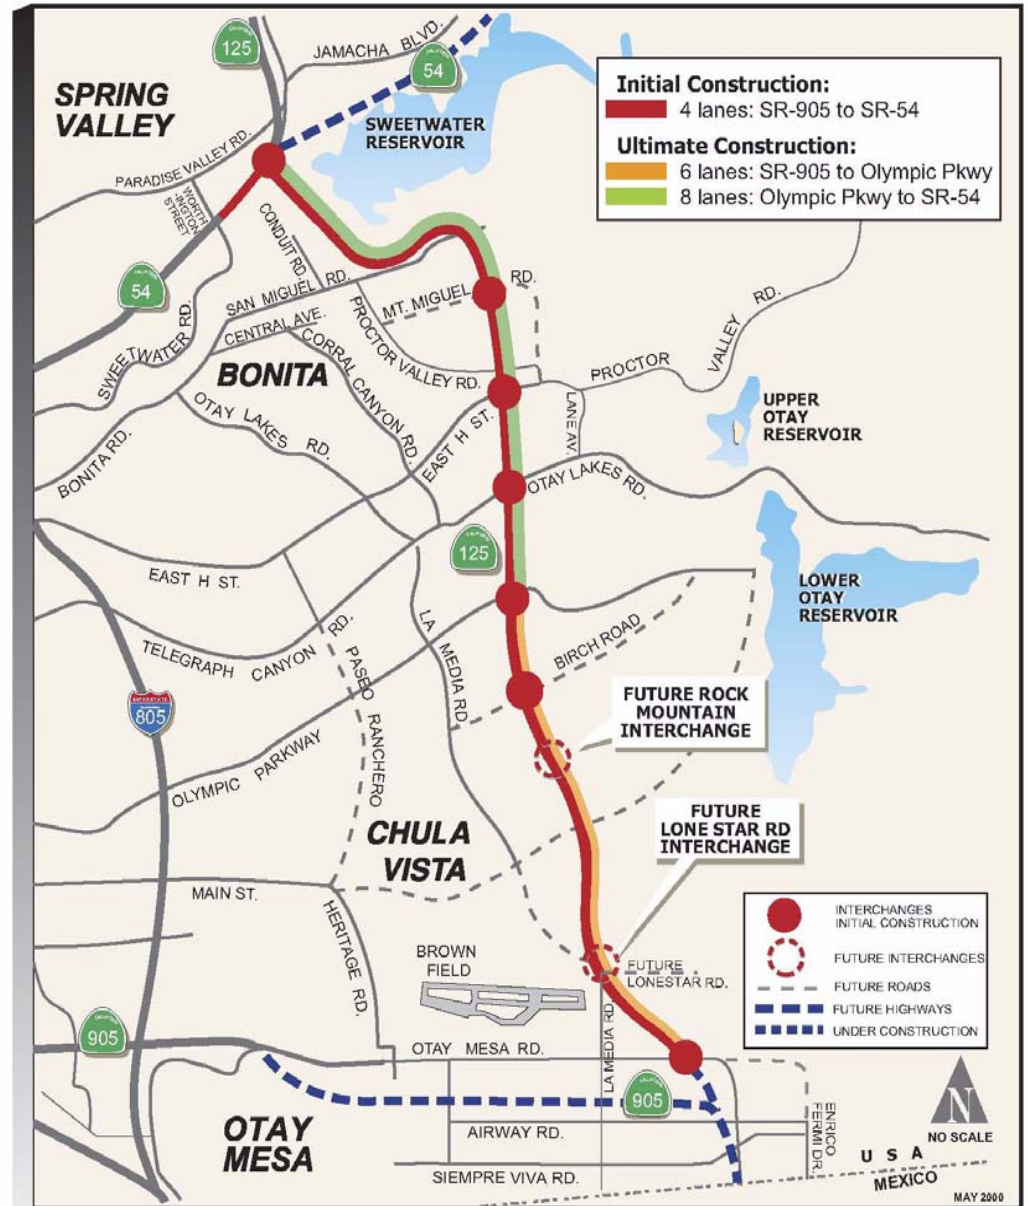 125
JAMACHA BLVD.
54
SPRING
VALLEY
SWEETWATER
RESERVOIR
Initial Construction:
4 lanes: SR-905 to SR-54
Ultimate Construction:
6 lanes: SR-905 to Olympic Pkwy
8 lanes: Olympic Pkwy to SR-54
PARADISE VALLEY RD.
WORTH
-INGTON
STREET
CONDUIT RD.
54
SAN MIGUEL RD.
MT. MIGUEL RD.
CENTRAL AVE.
SWEETWATER RD.
PROCTOR VALLEY RD.
PROCTOR VALLEY RD.
BONITA
CORRAL CANYON RD.
OTAY LAKES RD.
EAST H ST.
LANE AV.
UPPER
OTAY
RESERVOIR
BONITA RD.
OTAY LAKES RD.
125
EAST H ST.
LOWER
OTAY
RESERVOIR
TELEGRAPH CANYON RD.
LA MEDIA RD.
BIRCH ROAD
PASEO RANCHERO
INTERSTATE
805
FUTURE ROCK
MOUNTAIN
INTERCHANGE
OLYMPIC PARKWAY
FUTURE
LONE STAR RD
INTERCHANGE
CHULA
VISTA
MAIN ST.
HERITAGE RD.
BROWN
FIELD
FUTURE
LONESTAR RD.
INTERCHANGES
INITIAL CONSTRUCTION
FUTURE INTERCHANGES
FUTURE ROADS
FUTURE HIGHWAYS
UNDER CONSTRUCTION
905
OTAY MESA RD.
LA MEDIA RD.
905
OTAY
MESA
AIRWAY RD.
SIEMPRE VIVA RD.
ENRICO
FERMI DR.
N
NO SCALE
USA
MEXICO
MAY 2000